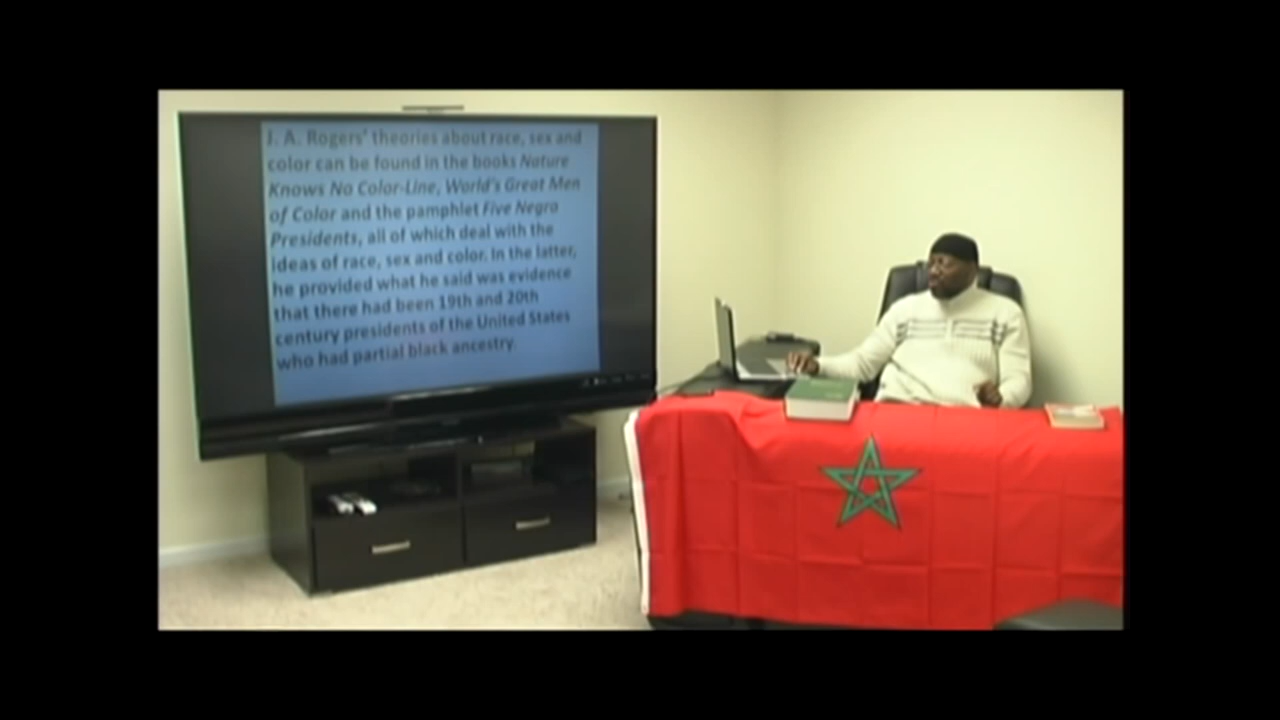 J. A. Rogers' theories about race, sex and
color can be found in the books Nature
Knows No Color-Line, World's Great Men
of Color and the pamphlet Five Negro
Presidents, all of which deal with the
ideas of race, sex and color. In the latter,
he provided what he said was evidence
that there had been 19th and 20th
century presidents of the United States
who had partial black ancestry.